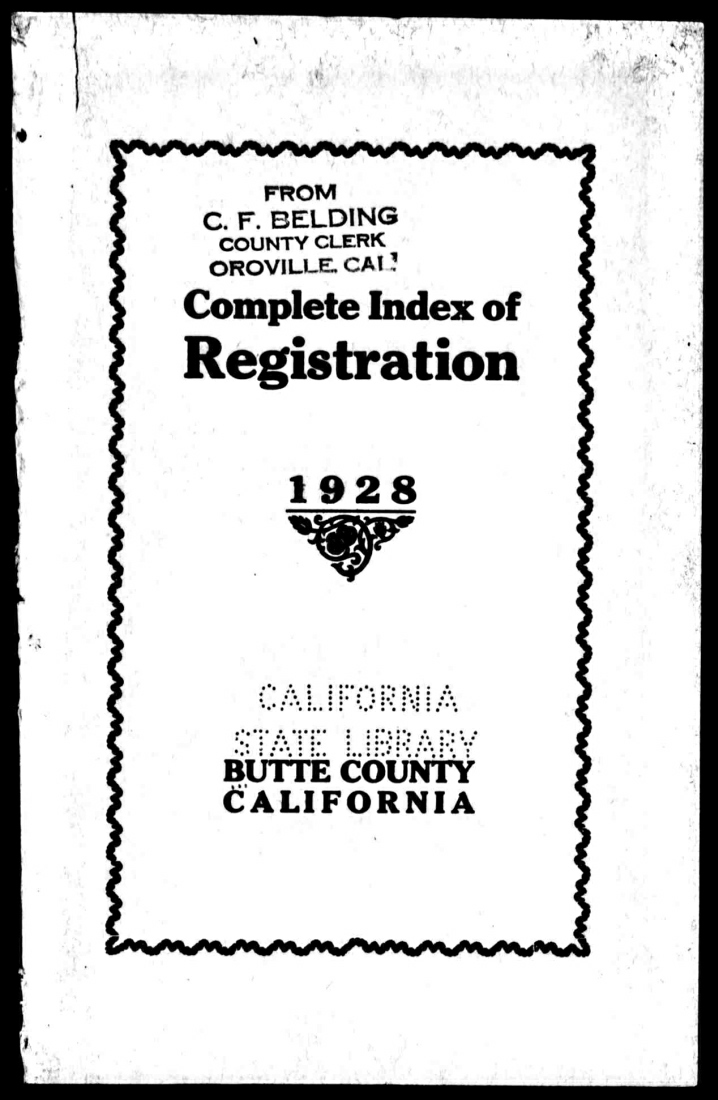 FROM
C. F. BELDING
COUNTY CLERK
OROVILLE, CAL.
Complete Index of
Registration
1928
CALIFORNIA
STATE LIBRARY
BUTTE COUNTY
CALIFORNIA